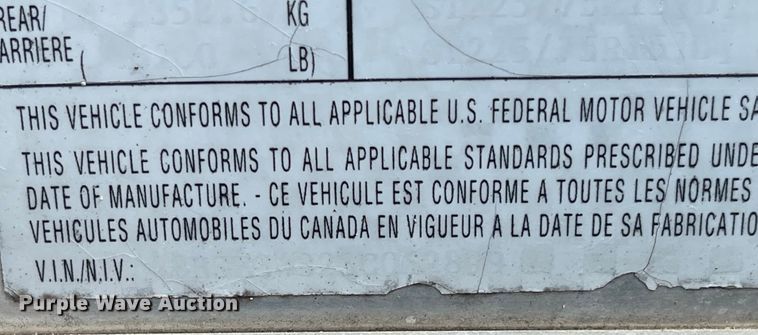 REAR/ KG
ARRIERE ( LB)
THIS VEHICLE CONFORMS TO ALL APPLICABLE U.S. FEDERAL MOTOR VEHICLE SA
THIS VEHICLE CONFORMS TO ALL APPLICABLE STANDARDS PRESCRIBED UNDE
DATE OF MANUFACTURE. - CE VEHICULE EST CONFORME A TOUTES LES NORMES
VEHICULES AUTOMOBILES DU CANADA EN VIGUEUR A LA DATE DE SA FABRICATIO
V.I.N./N.I.V.:
Purple Wave Auction